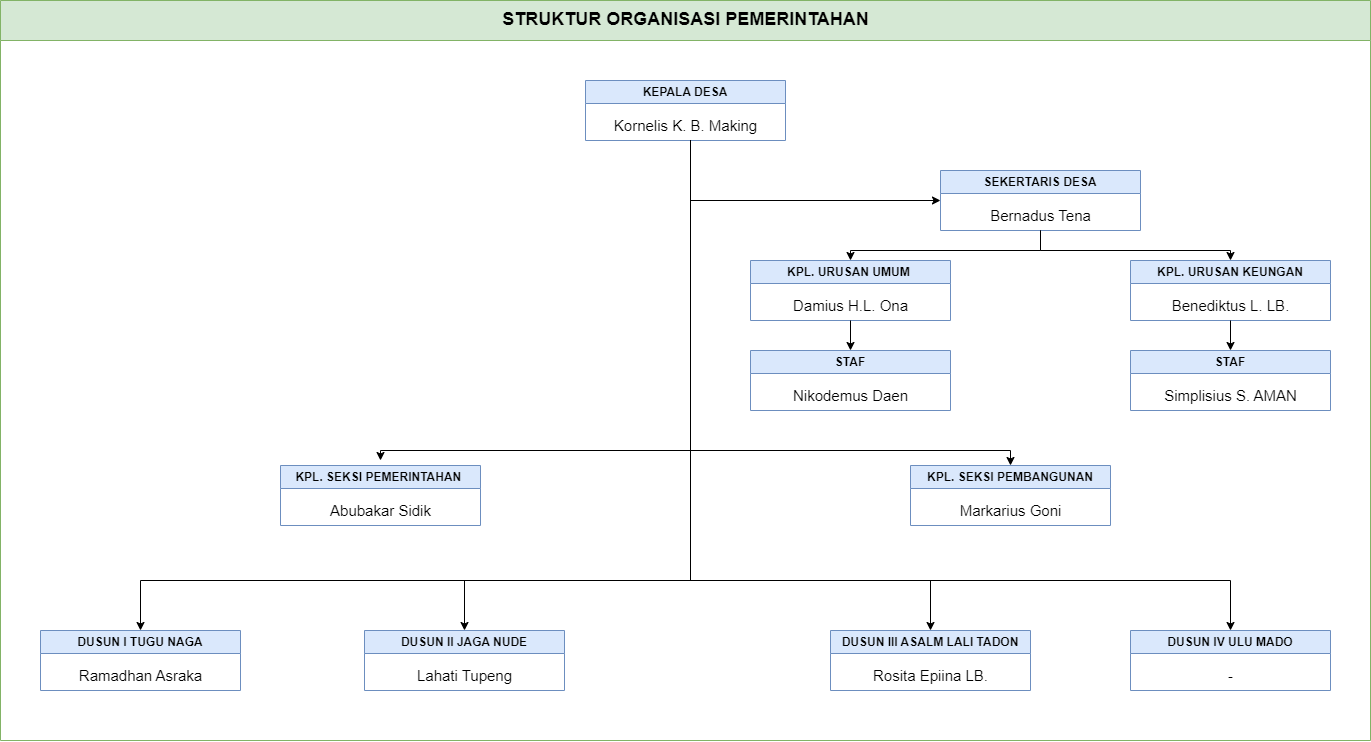 STRUKTUR ORGANISASI PEMERINTAHAN
KEPALA DESA
Kornelis K. B. Making
SEKERTARIS DESA
Bernadus Tena
KPL. URUSAN UMUM
Damius H.L. Ona
KPL. URUSAN KEUNGAN
Benediktus L. LB.
STAF
Nikodemus Daen
STAF
Simplisius S. AMAN
KPL. SEKSI PEMERINTAHAN
Abubakar Sidik
KPL. SEKSI PEMBANGUNAN
Markarius Goni
DUSUN I TUGU NAGA
Ramadhan Asraka
DUSUN II JAGA NUDE
Lahati Tupeng
DUSUN III ASALM LALI TADON
Rosita Epiina LB.
DUSUN IV ULU MADO
-